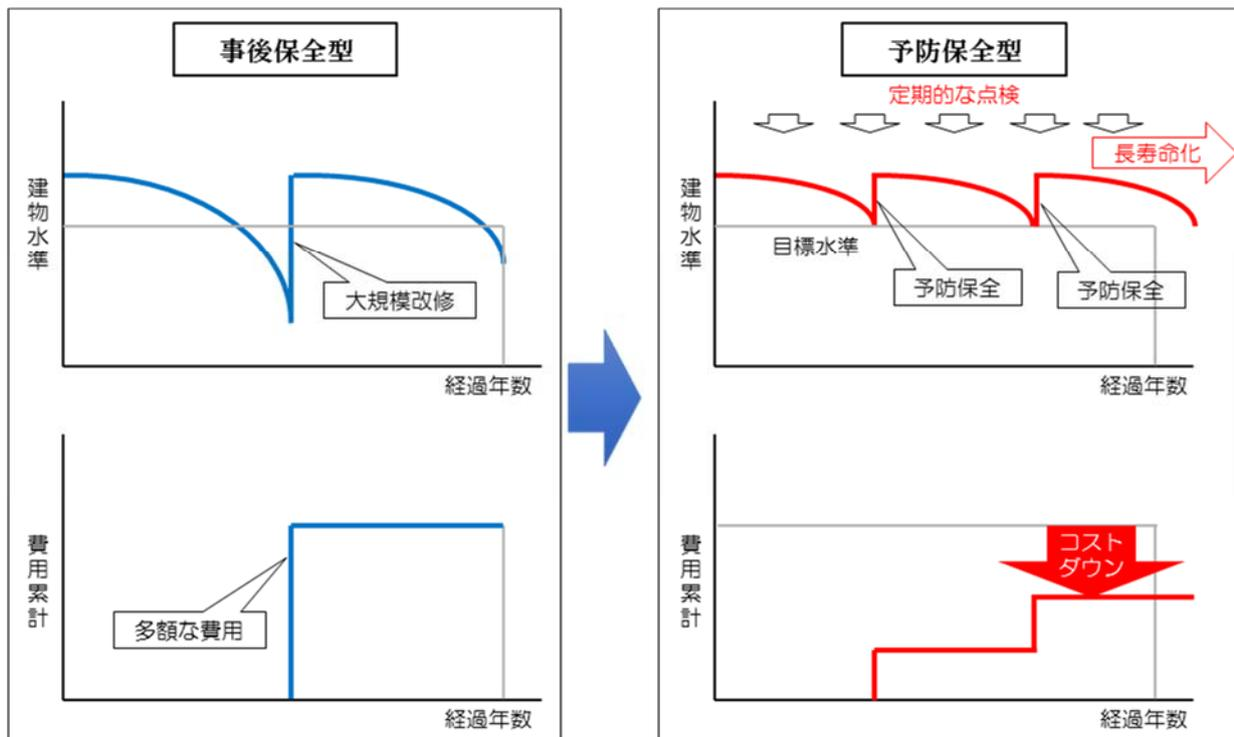 事後保全型
建物水準
大規模改修
経過年数
費用累計
多額な費用
経過年数
予防保全型
定期的な点検
長寿命化
建物水準
目標水準
予防保全
予防保全
経過年数
費用累計
コスト
ダウン
経過年数